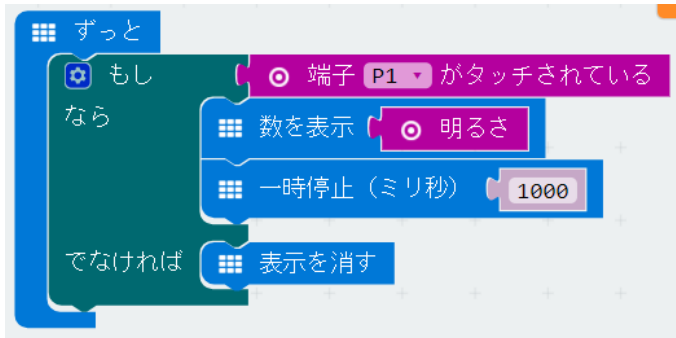 ずっと
もし 端子 P1 がタッチされている
なら 数を表示 明るさ
一時停止（ミリ秒） 1000
でなければ 表示を消す